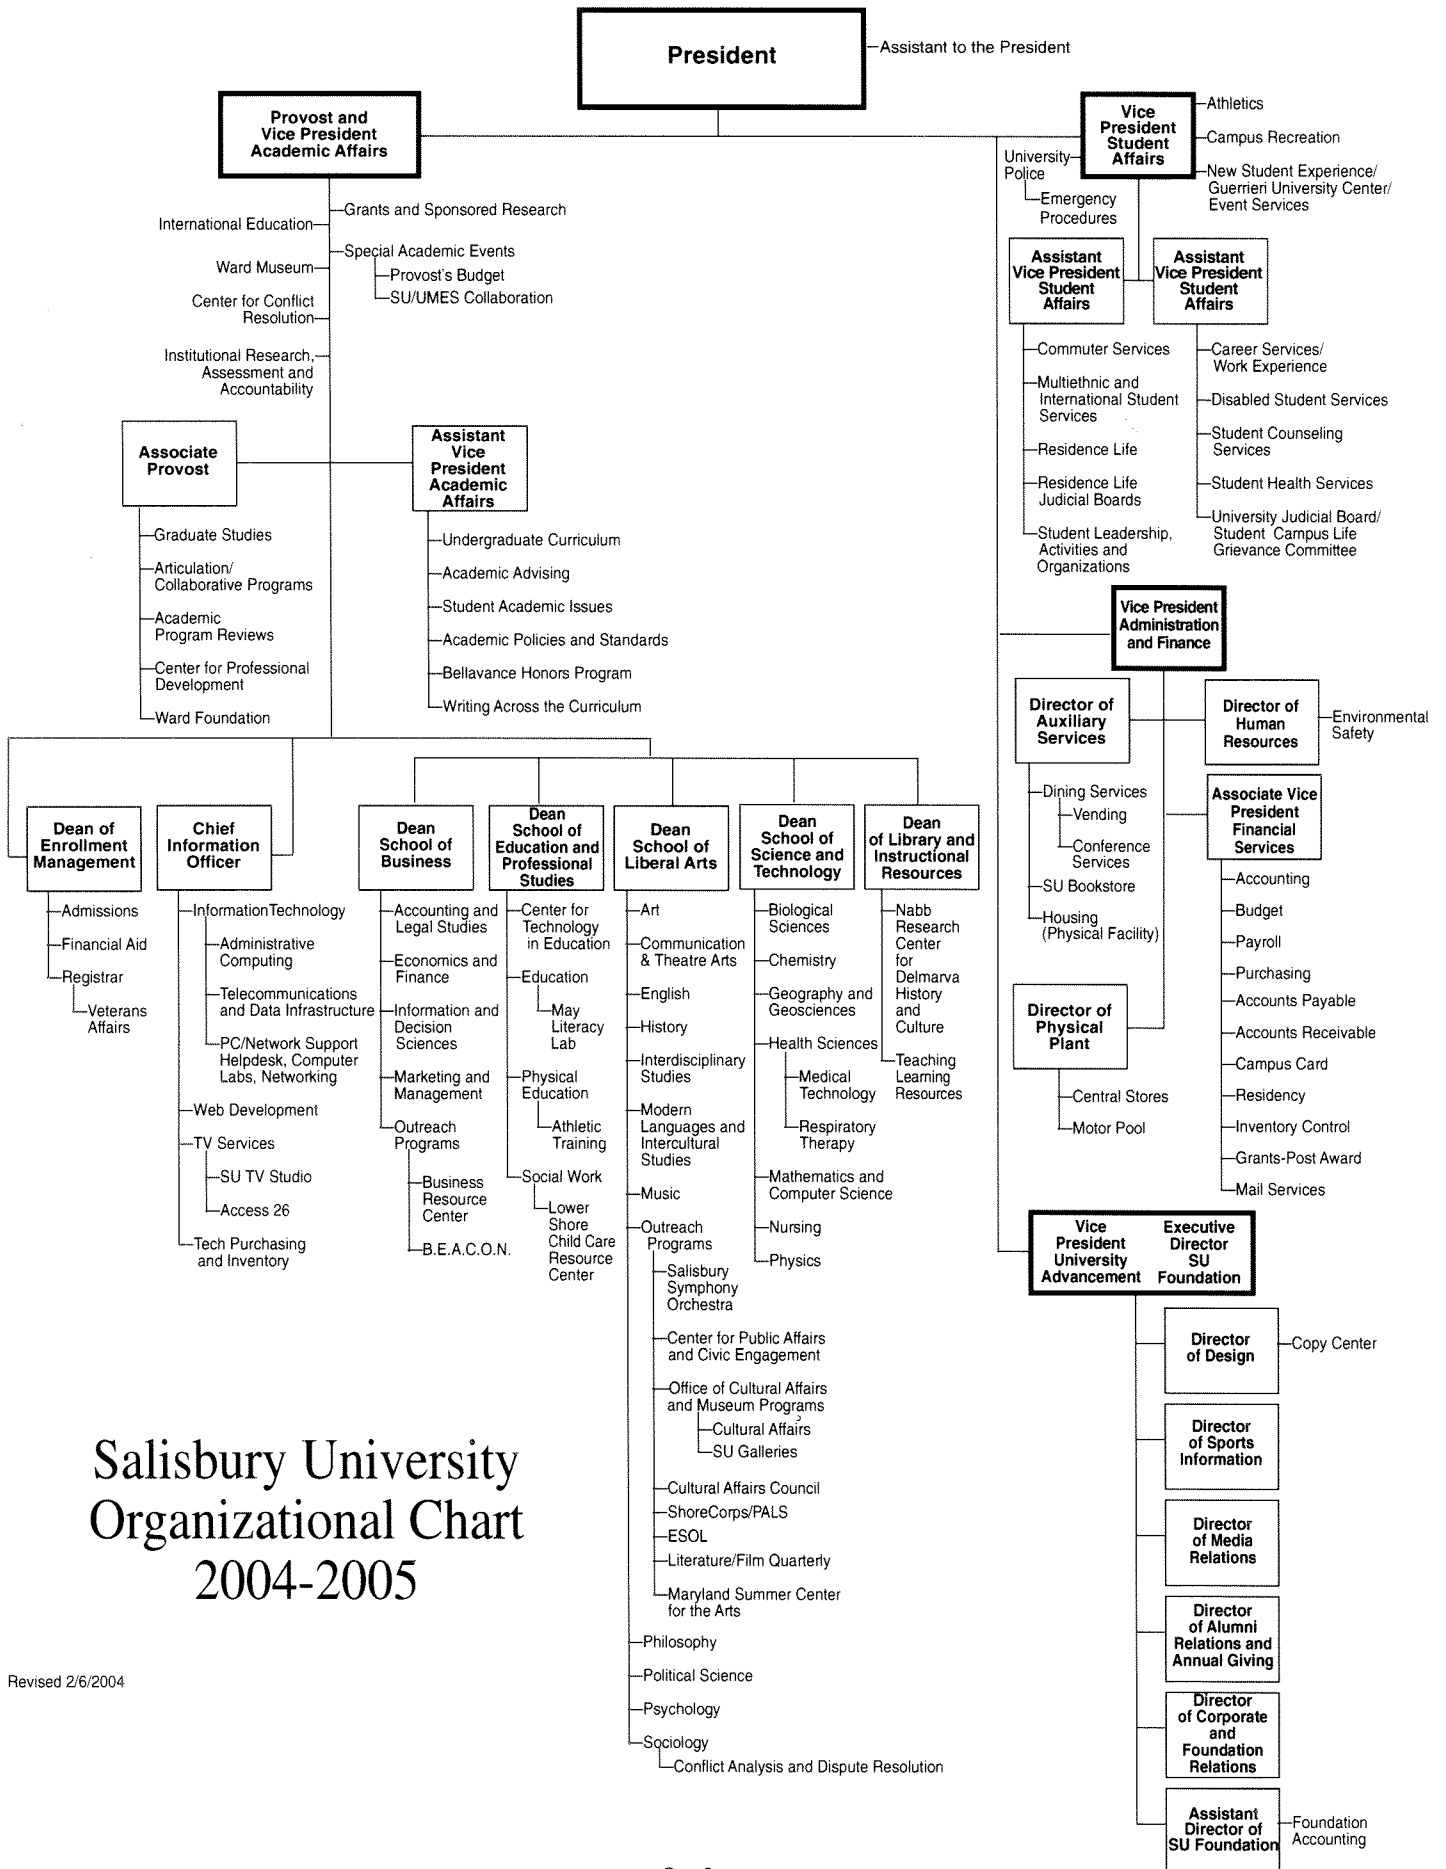 President
Assistant to the President
Provost and
Vice President
Academic Affairs
International Education
Ward Museum
Center for Conflict
Resolution
Institutional Research,
Assessment and
Accountability
Grants and Sponsored Research
Special Academic Events
Provost's Budget
SU/UMES Collaboration
Vice
President
Student
Affairs
University
Police
Emergency
Procedures
Athletics
Campus Recreation
New Student Experience/
Guerrieri University Center/
Event Services
Assistant
Vice President
Student
Affairs
Commuter Services
Multiethnic and
International Student
Services
Residence Life
Residence Life
Judicial Boards
Student Leadership,
Activities and
Organizations
Assistant
Vice President
Student
Affairs
Career Services/
Work Experience
Disabled Student Services
Student Counseling
Services
Student Health Services
University Judicial Board/
Student Campus Life
Grievance Committee
Associate
Provost
Graduate Studies
Articulation/
Collaborative Programs
Academic
Program Reviews
Center for Professional
Development
Ward Foundation
Assistant
Vice
President
Academic
Affairs
Undergraduate Curriculum
Academic Advising
Student Academic Issues
Academic Policies and Standards
Bellavance Honors Program
Writing Across the Curriculum
Vice President
Administration
and Finance
Director of
Auxiliary
Services
Dining Services
Vending
Conference
Services
SU Bookstore
Housing
(Physical Facility)
Director of
Human
Resources
Environmental
Safety
Associate Vice
President
Financial
Services
Accounting
Budget
Payroll
Purchasing
Accounts Payable
Accounts Receivable
Campus Card
Residency
Inventory Control
Grants-Post Award
Mail Services
Director of
Physical
Plant
Central Stores
Motor Pool
Dean of
Enrollment
Management
Admissions
Financial Aid
Registrar
Veterans
Affairs
Chief
Information
Officer
InformationTechnology
Administrative
Computing
Telecommunications
and Data Infrastructure
PC/Network Support
Helpdesk, Computer
Labs, Networking
Web Development
TV Services
SU TV Studio
Access 26
Tech Purchasing
and Inventory
Dean
School of
Business
Accounting and
Legal Studies
Economics and
Finance
Information and
Decision
Sciences
Marketing and
Management
Outreach
Programs
Business
Resource
Center
B.E.A.C.O.N.
Dean
School of
Education and
Professional
Studies
Center for
Technology
in Education
Education
May
Literacy
Lab
Physical
Education
Athletic
Training
Social Work
Lower
Shore
Child Care
Resource
Center
Dean
School of
Liberal Arts
Art
Communication
& Theatre Arts
English
History
Interdisciplinary
Studies
Modern
Languages and
Intercultural
Studies
Music
Outreach
Programs
Salisbury
Symphony
Orchestra
Center for Public Affairs
and Civic Engagement
Office of Cultural Affairs
and Museum Programs
Cultural Affairs
SU Galleries
Cultural Affairs Council
ShoreCorps/PALS
ESOL
Literature/Film Quarterly
Maryland Summer Center
for the Arts
Philosophy
Political Science
Psychology
Sociology
Conflict Analysis and Dispute Resolution
Dean
School of
Science and
Technology
Biological
Sciences
Chemistry
Geography and
Geosciences
Health Sciences
Medical
Technology
Respiratory
Therapy
Mathematics and
Computer Science
Nursing
Physics
Dean
of Library and
Instructional
Resources
Nabb
Research
Center
for
Delmarva
History
and
Culture
Teaching
Learning
Resources
Vice
President
University
Advancement
Executive
Director
SU
Foundation
Director
of Design
Copy Center
Director
of Sports
Information
Director
of Media
Relations
Director
of Alumni
Relations and
Annual Giving
Director
of Corporate
and
Foundation
Relations
Assistant
Director of
SU Foundation
Foundation
Accounting
Salisbury University
Organizational Chart
2004-2005
Revised 2/6/2004